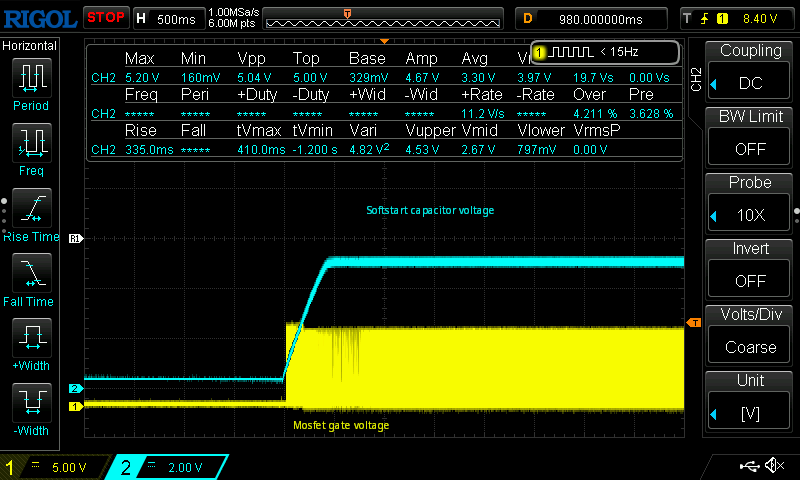 RIGOL STOP H 500ms 1.00MSa/s 6.00M pts T D 980.000000ms T 1 8.40 V
Horizontal
Period
Freq
Rise Time
Fall Time
+Width
-Width
Max Min Vpp Top Base Amp Avg 1 < 15Hz
CH2 5.20 V 160mV 5.04 V 5.00 V 329mV 4.67 V 3.30 V 3.97 V 19.7 Vs 0.00 Vs
Freq Peri +Duty -Duty +Wid -Wid +Rate -Rate Over Pre
CH2 ***** ***** ***** ***** ***** ***** 11.2 V/s ***** 4.211 % 3.628 %
Rise Fall tVmax tVmin Vari Vupper Vmid Vlower VrmsP
CH2 335.0ms ***** 410.0ms -1.200 s 4.82 V² 4.53 V 2.67 V 797mV 0.00 V
Softstart capacitor voltage
R1
T
2
1
Mosfet gate voltage
CH2
Coupling
DC
BW Limit
OFF
Probe
10X
Invert
OFF
Volts/Div
Coarse
Unit
[V]
1 5.00 V 2 2.00 V